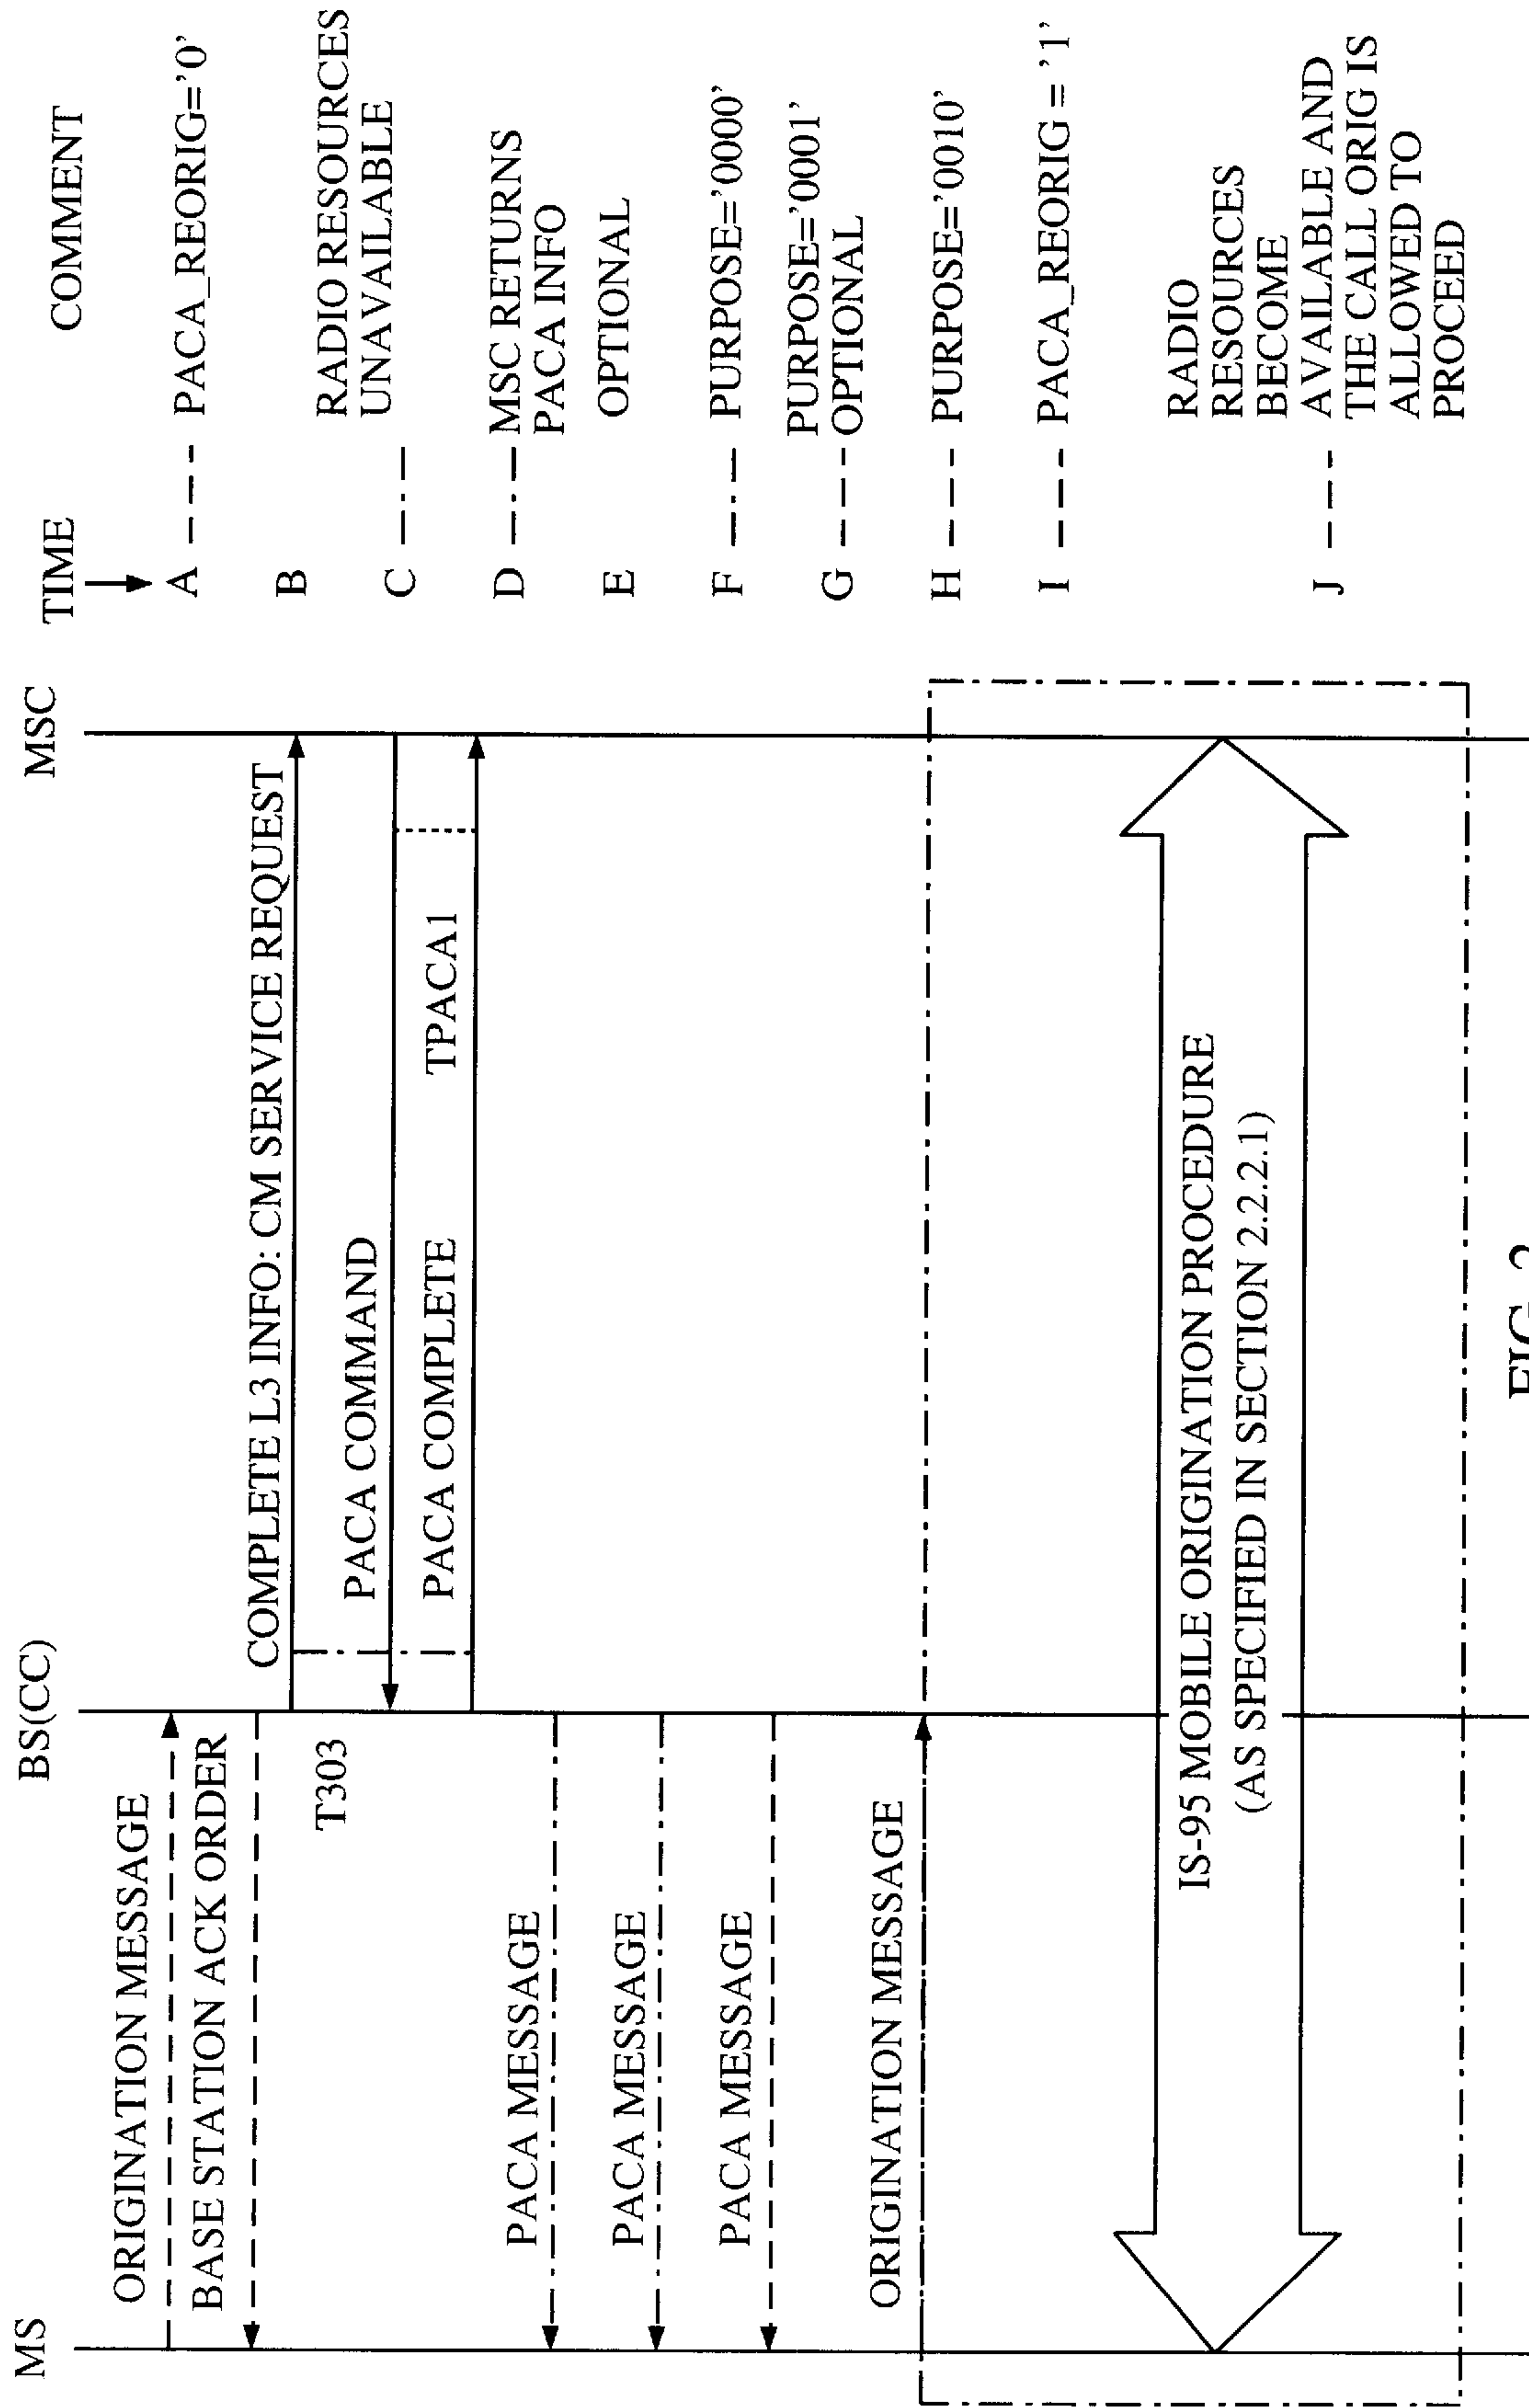 MS
BS(CC)
MSC
TIME
COMMENT
ORIGINATION MESSAGE
A
PACA_REORIG='0'
BASE STATION ACK ORDER
B
COMPLETE L3 INFO: CM SERVICE REQUEST
T303
C
RADIO RESOURCES
UNAVAILABLE
PACA COMMAND
D
MSC RETURNS
PACA INFO
PACA COMPLETE
TPACA1
E
OPTIONAL
PACA MESSAGE
F
PURPOSE='0000'
PACA MESSAGE
G
PURPOSE='0001'
OPTIONAL
PACA MESSAGE
H
PURPOSE='0010'
ORIGINATION MESSAGE
I
PACA_REORIG = '1'
IS-95 MOBILE ORIGINATION PROCEDURE
(AS SPECIFIED IN SECTION 2.2.2.1)
J
RADIO
RESOURCES
BECOME
AVAILABLE AND
THE CALL ORIG IS
ALLOWED TO
PROCEED